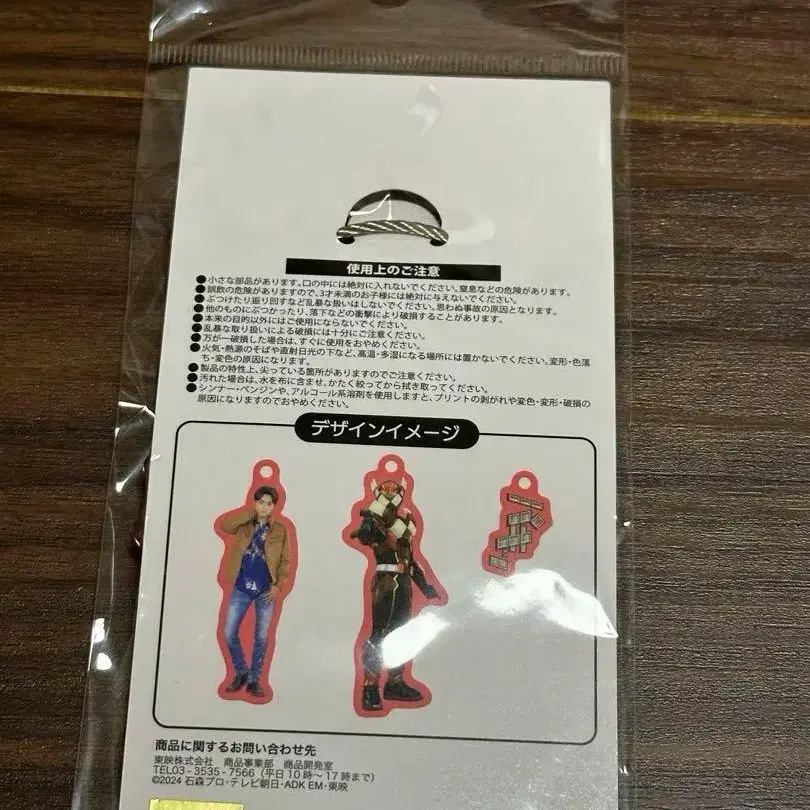 使用上のご注意
●小さな部品があります。口の中には絶対に入れないでください。窒息などの危険があります。
●誤飲の危険がありますので、3才未満のお子様には絶対に与えないでください。
●ぶつけたり振り回すなど乱暴な扱いはしないでください。思わぬ事故の原因となります。
●他のものにぶつかったり、落下などの衝撃により破損することがあります。
●本来の目的以外にはご使用にならないでください。
●乱暴な取り扱いによる破損には十分にご注意ください。
●万が一破損した場合は、すぐに使用をおやめください。
●火気・熱源のそばや直射日光の下など、高温・多湿になる場所には置かないでください。変形・色落
ち・変色の原因になります。
●製品の特性上、尖っている箇所がありますのでご注意ください。
●汚れた場合は、水を布に含ませ、かたく絞ってから拭き取ってください。
●シンナー・ベンジンや、アルコール系溶剤を使用しますと、プリントの剥がれや変色・変形・破損の
原因になりますのでおやめください。
デザインイメージ
商品に関するお問い合わせ先
東映株式会社 商品事業部 商品開発室
TEL03-3535-7566(平日10時～17時まで)
©2024 石森プロ・テレビ朝日・ADK EM・東映